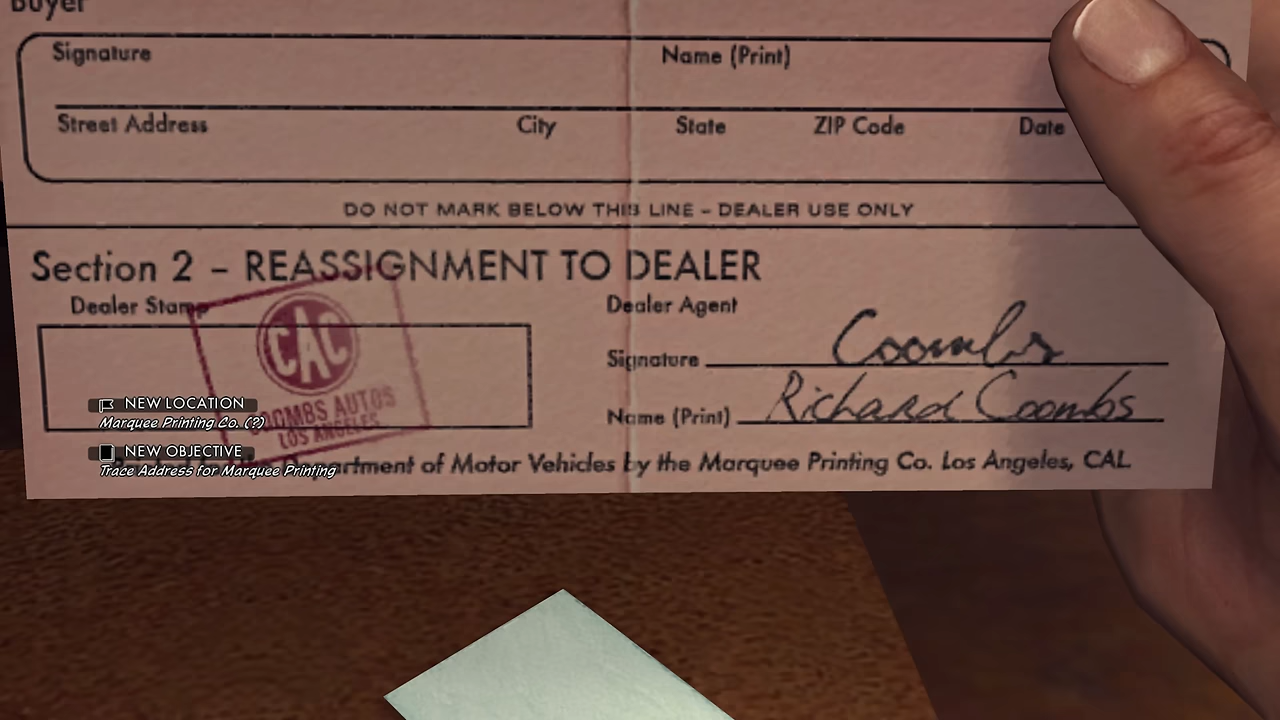 Buyer
Signature Name (Print)
Street Address City State ZIP Code Date
DO NOT MARK BELOW THIS LINE – DEALER USE ONLY
Section 2 – REASSIGNMENT TO DEALER
Dealer Stamp Dealer Agent
CAC
COOMBS AUTOS
LOS ANGELES
Signature Coombs
Name (Print) Richard Coombs
NEW LOCATION
Marquee Printing Co. (?)
NEW OBJECTIVE
Trace Address for Marquee Printing
of Motor Vehicles by the Marquee Printing Co. Los Angeles, CAL